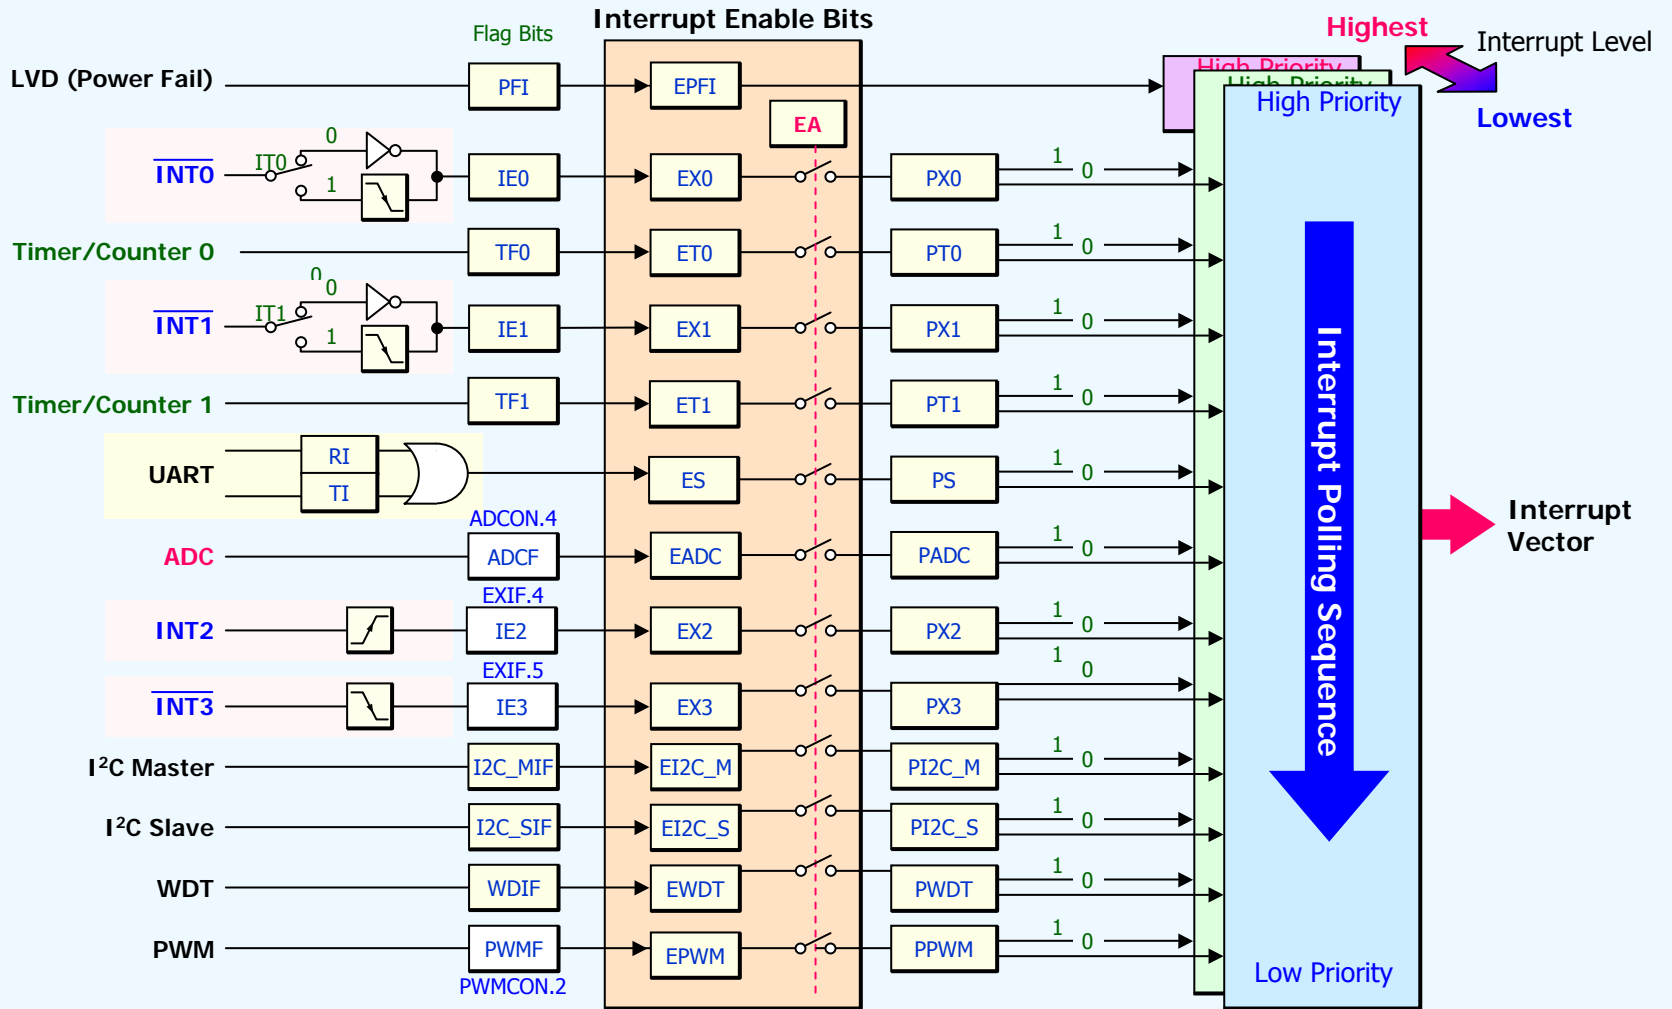 Interrupt Enable Bits
Flag Bits
Highest
Interrupt Level
Lowest
LVD (Power Fail)
PFI
EPFI
EA
High Priority
High Priority
High Priority
INT0
IT0
0
1
IE0
EX0
PX0
1
0
Timer/Counter 0
TF0
ET0
PT0
1
0
INT1
IT1
0
0
1
IE1
EX1
PX1
1
0
Timer/Counter 1
TF1
ET1
PT1
1
0
UART
RI
TI
ES
PS
1
0
ADC
ADCON.4
ADCF
EADC
PADC
1
0
INT2
EXIF.4
IE2
EX2
PX2
1
0
INT3
EXIF.5
IE3
EX3
PX3
1
0
I²C Master
I2C_MIF
EI2C_M
PI2C_M
1
0
I²C Slave
I2C_SIF
EI2C_S
PI2C_S
1
0
WDT
WDIF
EWDT
PWDT
1
0
PWM
PWMF
PWMCON.2
EPWM
PPWM
1
0
Interrupt Polling Sequence
Low Priority
Interrupt
Vector